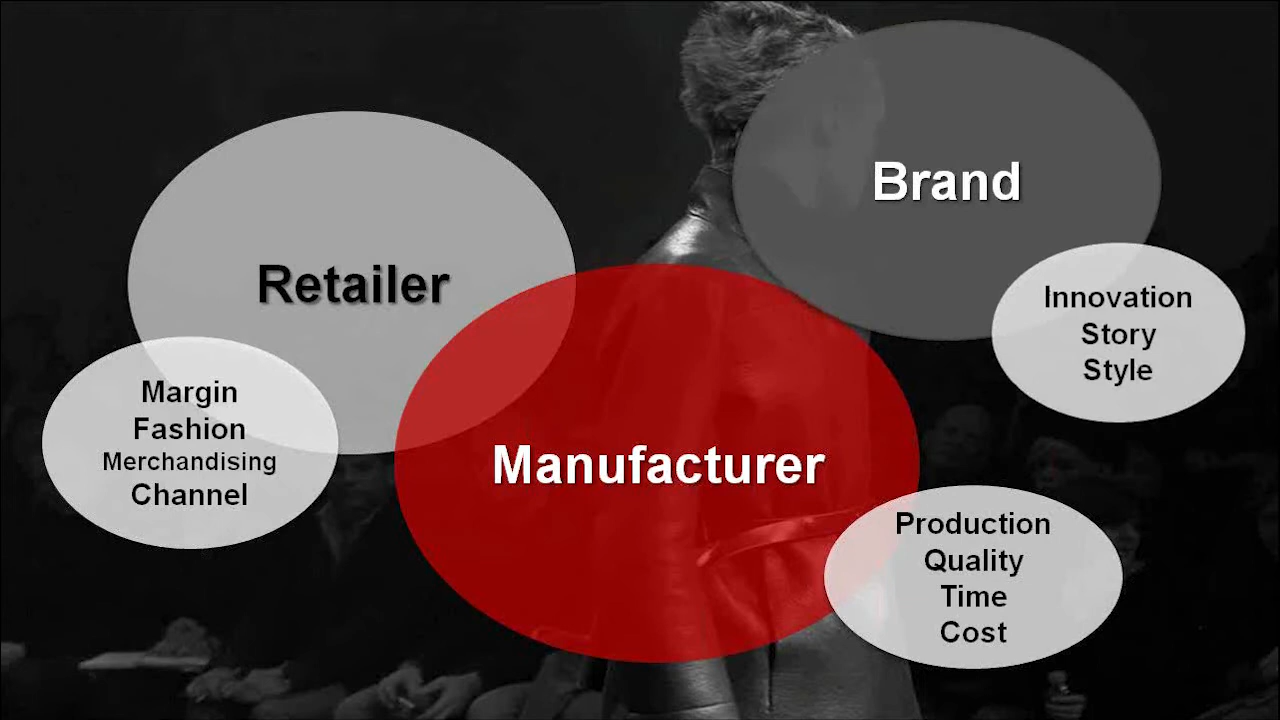 Brand
Retailer
Innovation
Story
Style
Margin
Fashion
Merchandising
Channel
Manufacturer
Production
Quality
Time
Cost